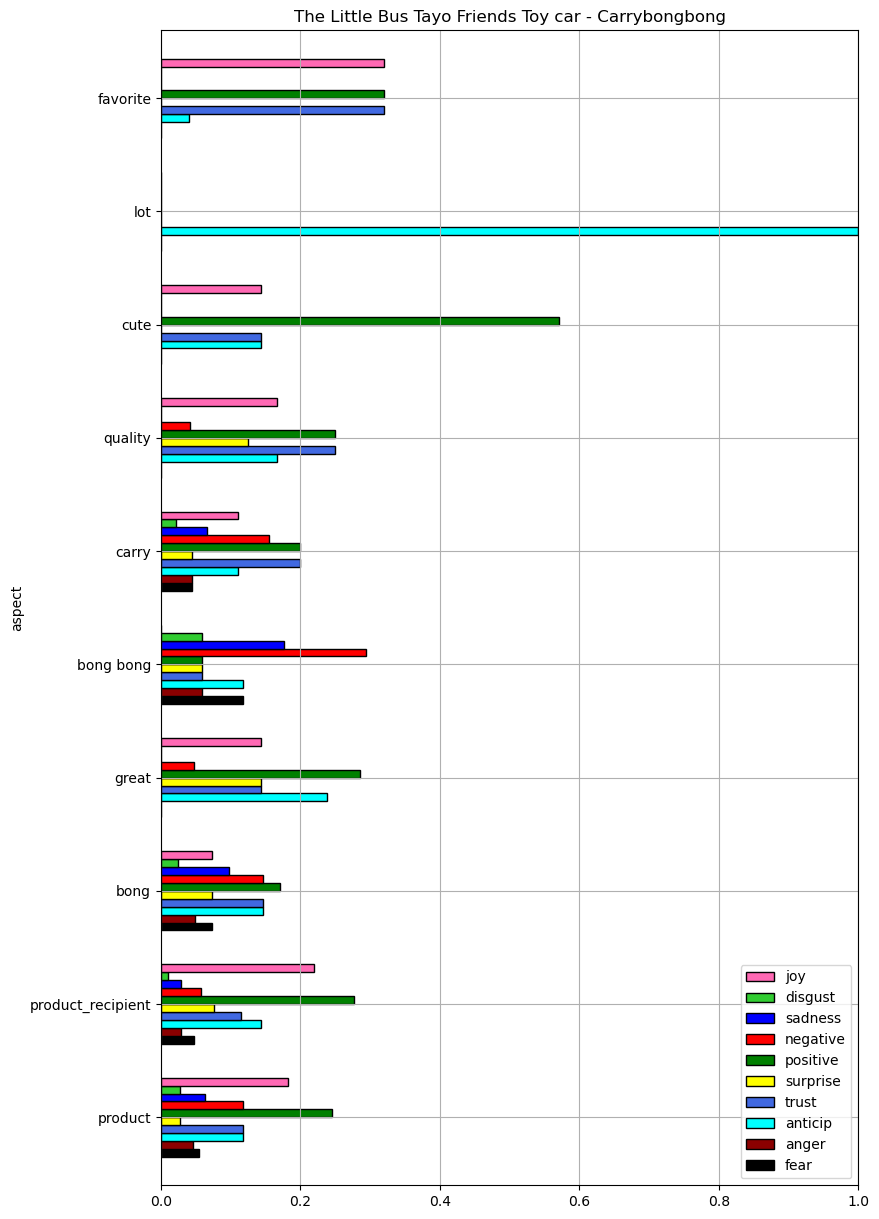 The Little Bus Tayo Friends Toy car - Carrybongbong
favorite
lot
cute
quality
carry
bong bong
great
bong
product_recipient
product
aspect
joy
disgust
sadness
negative
positive
surprise
trust
anticip
anger
fear
0.0 0.2 0.4 0.6 0.8 1.0